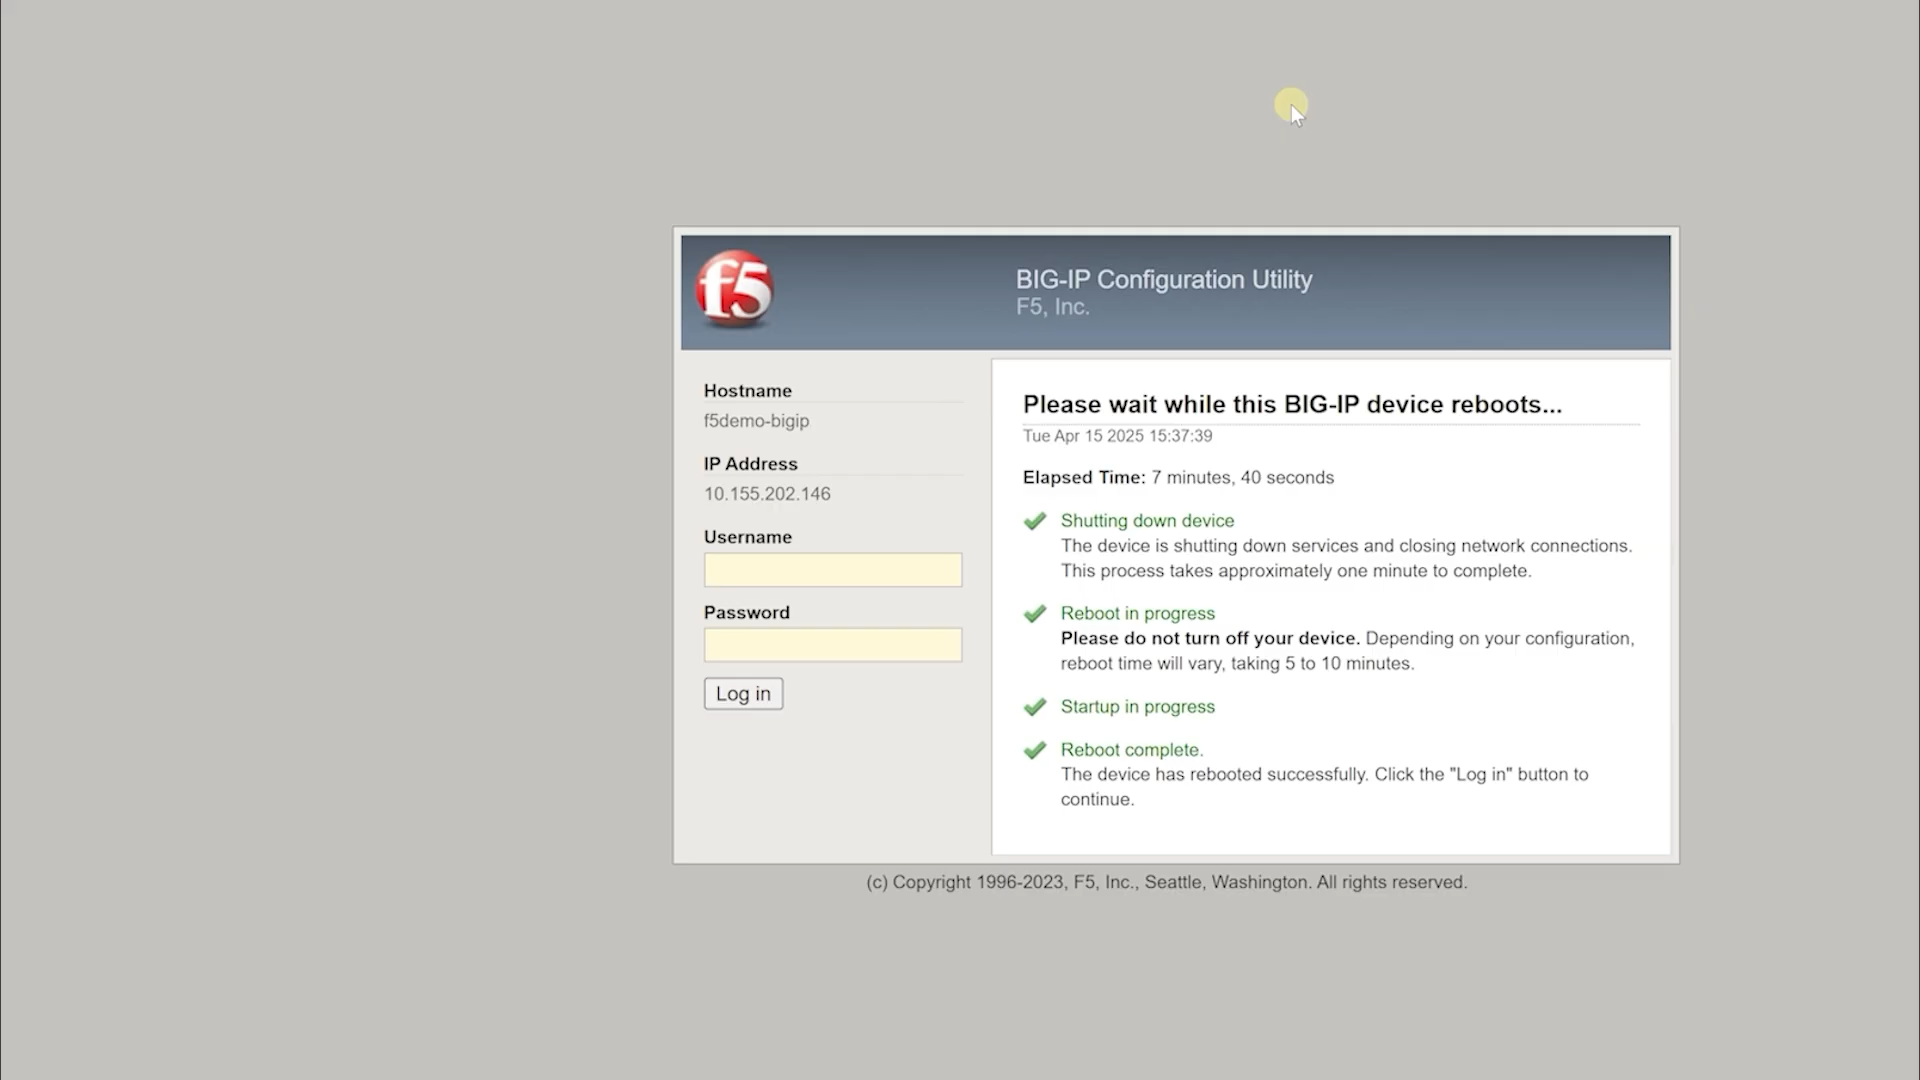 f5
BIG-IP Configuration Utility
F5, Inc.
Hostname
f5demo-bigip
IP Address
10.155.202.146
Username
Password
Log in
Please wait while this BIG-IP device reboots...
Tue Apr 15 2025 15:37:39
Elapsed Time: 7 minutes, 40 seconds
Shutting down device
The device is shutting down services and closing network connections.
This process takes approximately one minute to complete.
Reboot in progress
Please do not turn off your device. Depending on your configuration,
reboot time will vary, taking 5 to 10 minutes.
Startup in progress
Reboot complete.
The device has rebooted successfully. Click the "Log in" button to
continue.
(c) Copyright 1996-2023, F5, Inc., Seattle, Washington. All rights reserved.